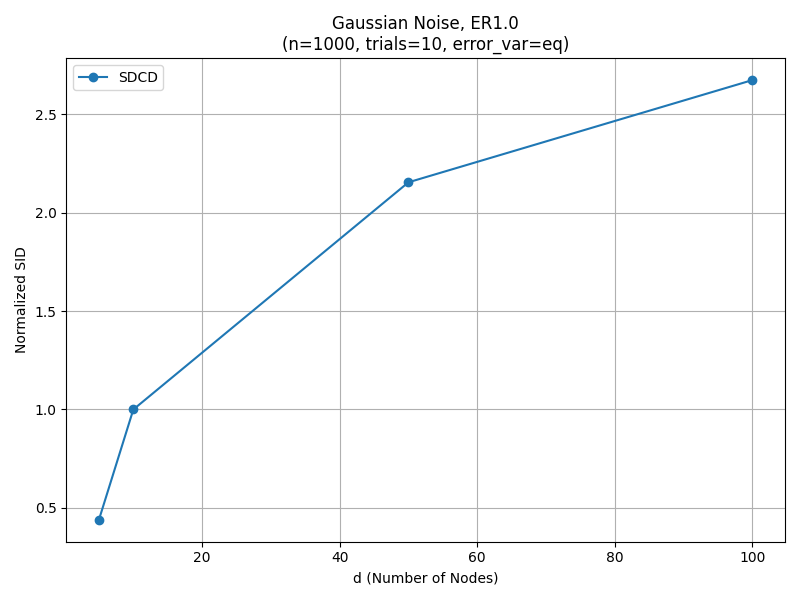 Gaussian Noise, ER1.0
(n=1000, trials=10, error_var=eq)
SDCD
2.5
2.0
1.5
1.0
0.5
Normalized SID
20 40 60 80 100
d (Number of Nodes)